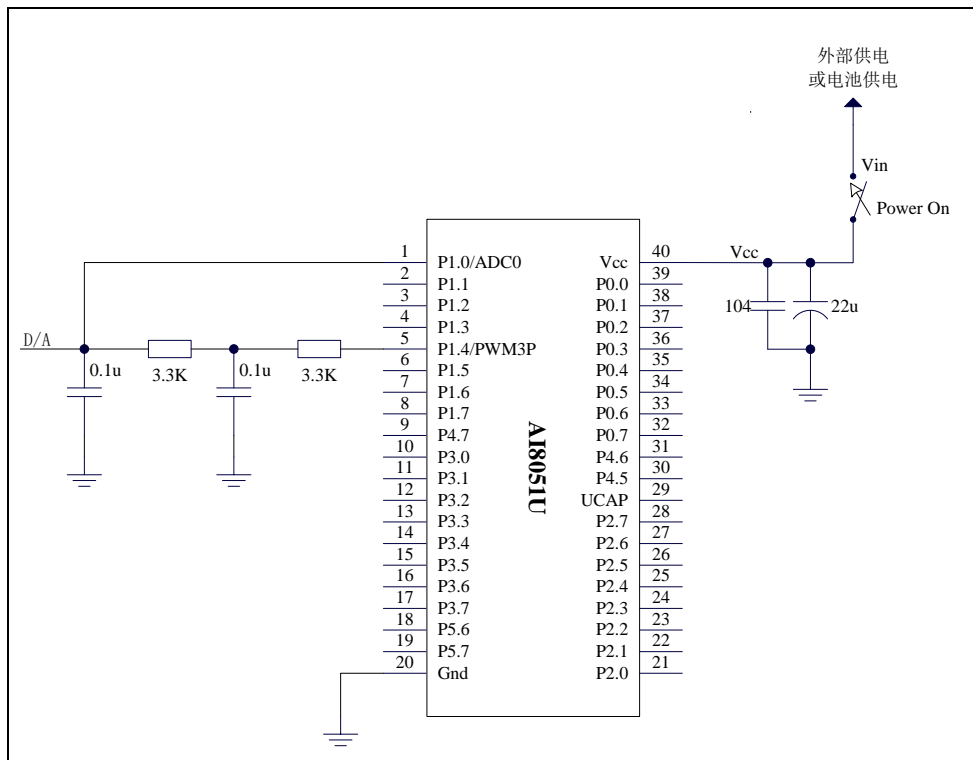 外部供电
或电池供电
Vin
Power On
Vcc
104
22u
D/A
0.1u
3.3K
0.1u
3.3K
AI8051U
1 P1.0/ADC0 Vcc 40
2 P1.1 P0.0 39
3 P1.2 P0.1 38
4 P1.3 P0.2 37
5 P1.4/PWM3P P0.3 36
6 P1.5 P0.4 35
7 P1.6 P0.5 34
8 P1.7 P0.6 33
9 P4.7 P0.7 32
10 P3.0 P4.6 31
11 P3.1 P4.5 30
12 P3.2 UCAP 29
13 P3.3 P2.7 28
14 P3.4 P2.6 27
15 P3.5 P2.5 26
16 P3.6 P2.4 25
17 P3.7 P2.3 24
18 P5.6 P2.2 23
19 P5.7 P2.1 22
20 Gnd P2.0 21